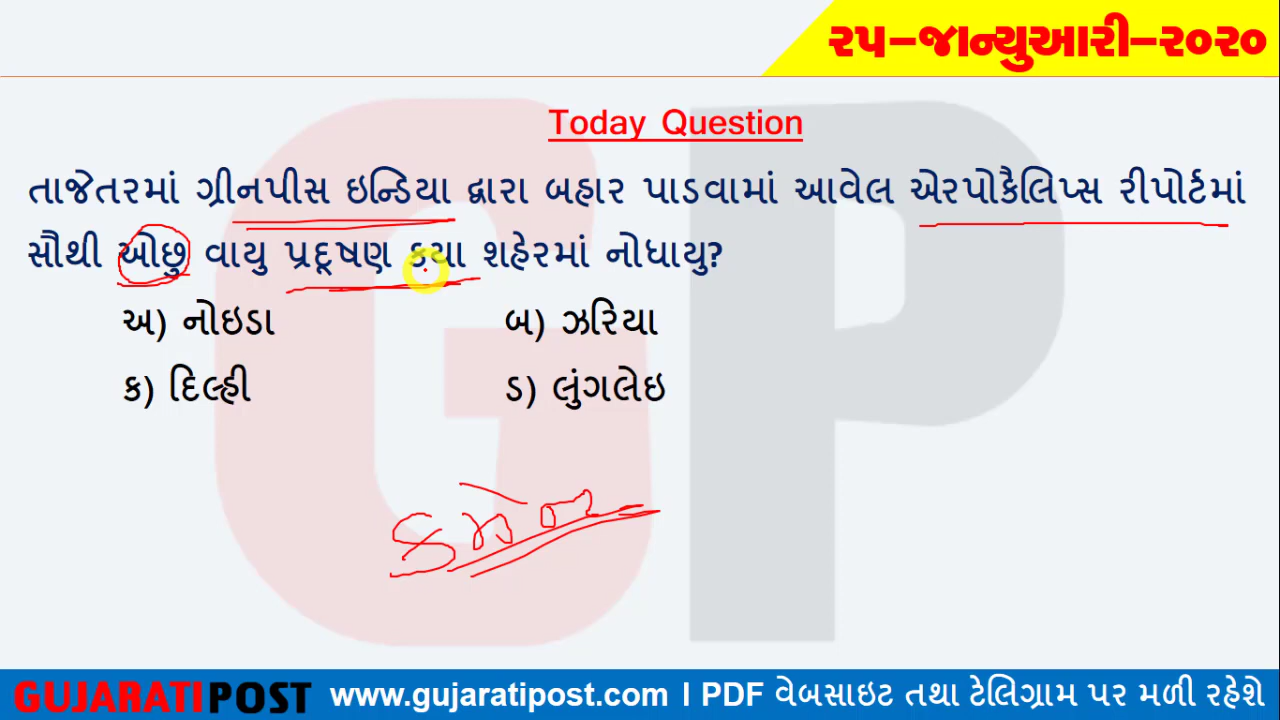 ૨૫-જાન્યુઆરી-૨૦૨૦
Today Question
તાજેતરમાં ગ્રીનપીસ ઇન્ડિયા દ્વારા બહાર પાડવામાં આવેલ એરપોકૈલિપ્સ રીપોર્ટમાં
સૌથી ઓછુ વાયુ પ્રદૂષણ કયા શહેરમાં નોધાયુ?
અ) નોઇડા બ) ઝરિયા
ક) દિલ્હી ડ) લુંગલેઇ
GP
GUJARATIPOST www.gujaratipost.com I PDF વેબસાઇટ તથા ટેલિગ્રામ પર મળી રહેશે